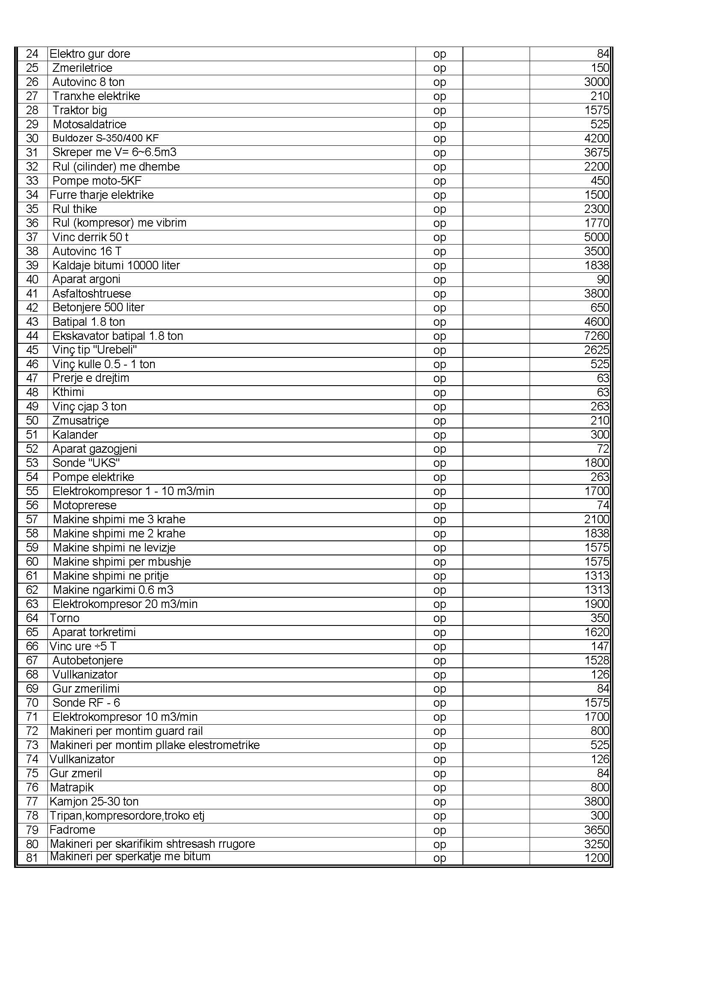 24 Elektro gur dore op 84
25 Zmeriletrice op 150
26 Autovinc 8 ton op 3000
27 Tranxhe elektrike op 210
28 Traktor big op 1575
29 Motosaldatrice op 525
30 Buldozer S-350/400 KF op 4200
31 Skreper me V= 6~6.5m3 op 3675
32 Rul (cilinder) me dhembe op 2200
33 Pompe moto-5KF op 450
34 Furre tharje elektrike op 1500
35 Rul thike op 2300
36 Rul (kompresor) me vibrim op 1770
37 Vinc derrik 50 t op 5000
38 Autovinc 16 T op 3500
39 Kaldaje bitumi 10000 liter op 1838
40 Aparat argoni op 90
41 Asfaltoshtruese op 3800
42 Betonjere 500 liter op 650
43 Batipal 1.8 ton op 4600
44 Ekskavator batipal 1.8 ton op 7260
45 Vinç tip "Urebeli" op 2625
46 Vinç kulle 0.5 - 1 ton op 525
47 Prerje e drejtim op 63
48 Kthimi op 63
49 Vinç cjap 3 ton op 263
50 Zmusatriçe op 210
51 Kalander op 300
52 Aparat gazogjeni op 72
53 Sonde "UKS" op 1800
54 Pompe elektrike op 263
55 Elektrokompresor 1 - 10 m3/min op 1700
56 Motoprerese op 74
57 Makine shpimi me 3 krahe op 2100
58 Makine shpimi me 2 krahe op 1838
59 Makine shpimi ne levizje op 1575
60 Makine shpimi per mbushje op 1575
61 Makine shpimi ne pritje op 1313
62 Makine ngarkimi 0.6 m3 op 1313
63 Elektrokompresor 20 m3/min op 1900
64 Torno op 350
65 Aparat torkretimi op 1620
66 Vinc ure ÷5 T op 147
67 Autobetonjere op 1528
68 Vullkanizator op 126
69 Gur zmerilimi op 84
70 Sonde RF - 6 op 1575
71 Elektrokompresor 10 m3/min op 1700
72 Makineri per montim guard rail op 800
73 Makineri per montim pllake elestrometrike op 525
74 Vullkanizator op 126
75 Gur zmeril op 84
76 Matrapik op 800
77 Kamjon 25-30 ton op 3800
78 Tripan,kompresordore,troko etj op 300
79 Fadrome op 3650
80 Makineri per skarifikim shtresash rrugore op 3250
81 Makineri per sperkatje me bitum op 1200